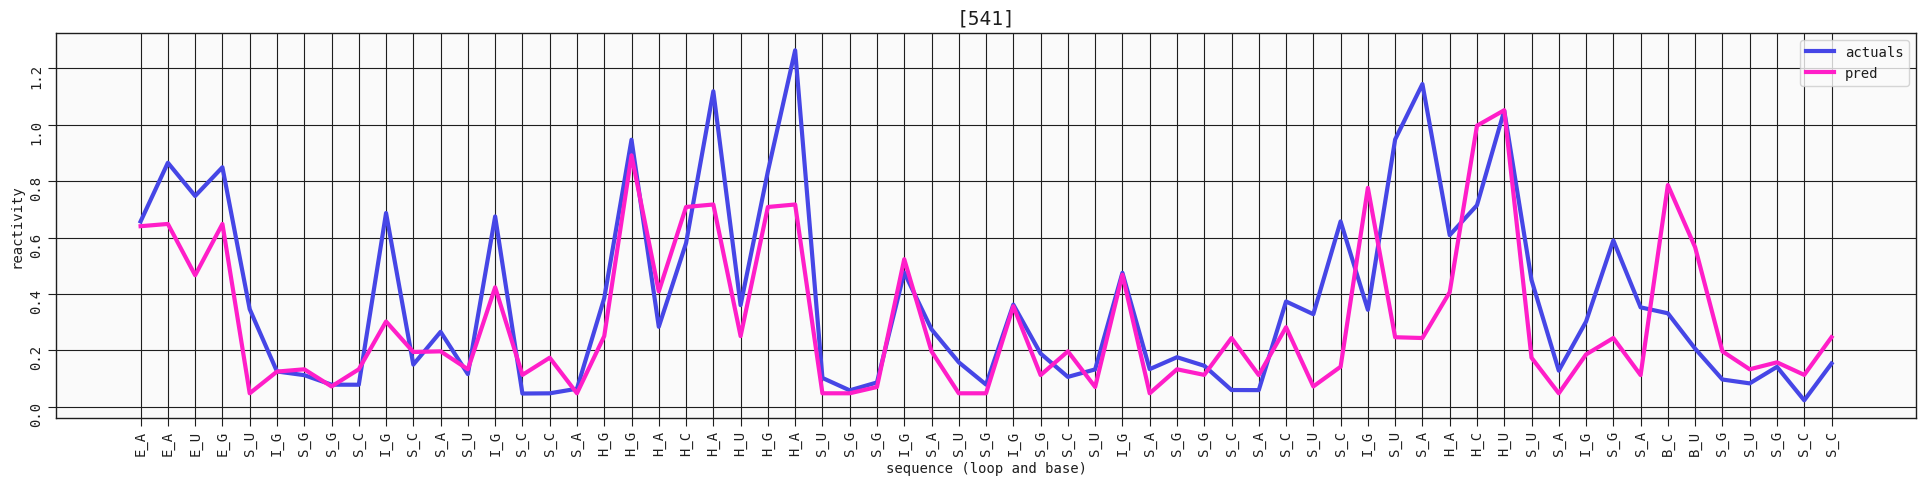 [541]
actuals
pred
reactivity
1.2
1.0
0.8
0.6
0.4
0.2
0.0
E_A E_A E_U E_G S_U I_G S_G S_G S_C I_G S_C S_A S_U I_G S_C S_C S_A H_G H_G H_A H_C H_A H_U H_G H_A S_U S_G S_G I_G S_A S_U S_G I_G S_G S_C S_U I_G S_A S_G S_G S_C S_A S_C S_U S_C I_G S_U S_A H_A H_C H_U S_U S_A I_G S_G S_A B_C B_U S_G S_U S_G S_C S_C
sequence (loop and base)